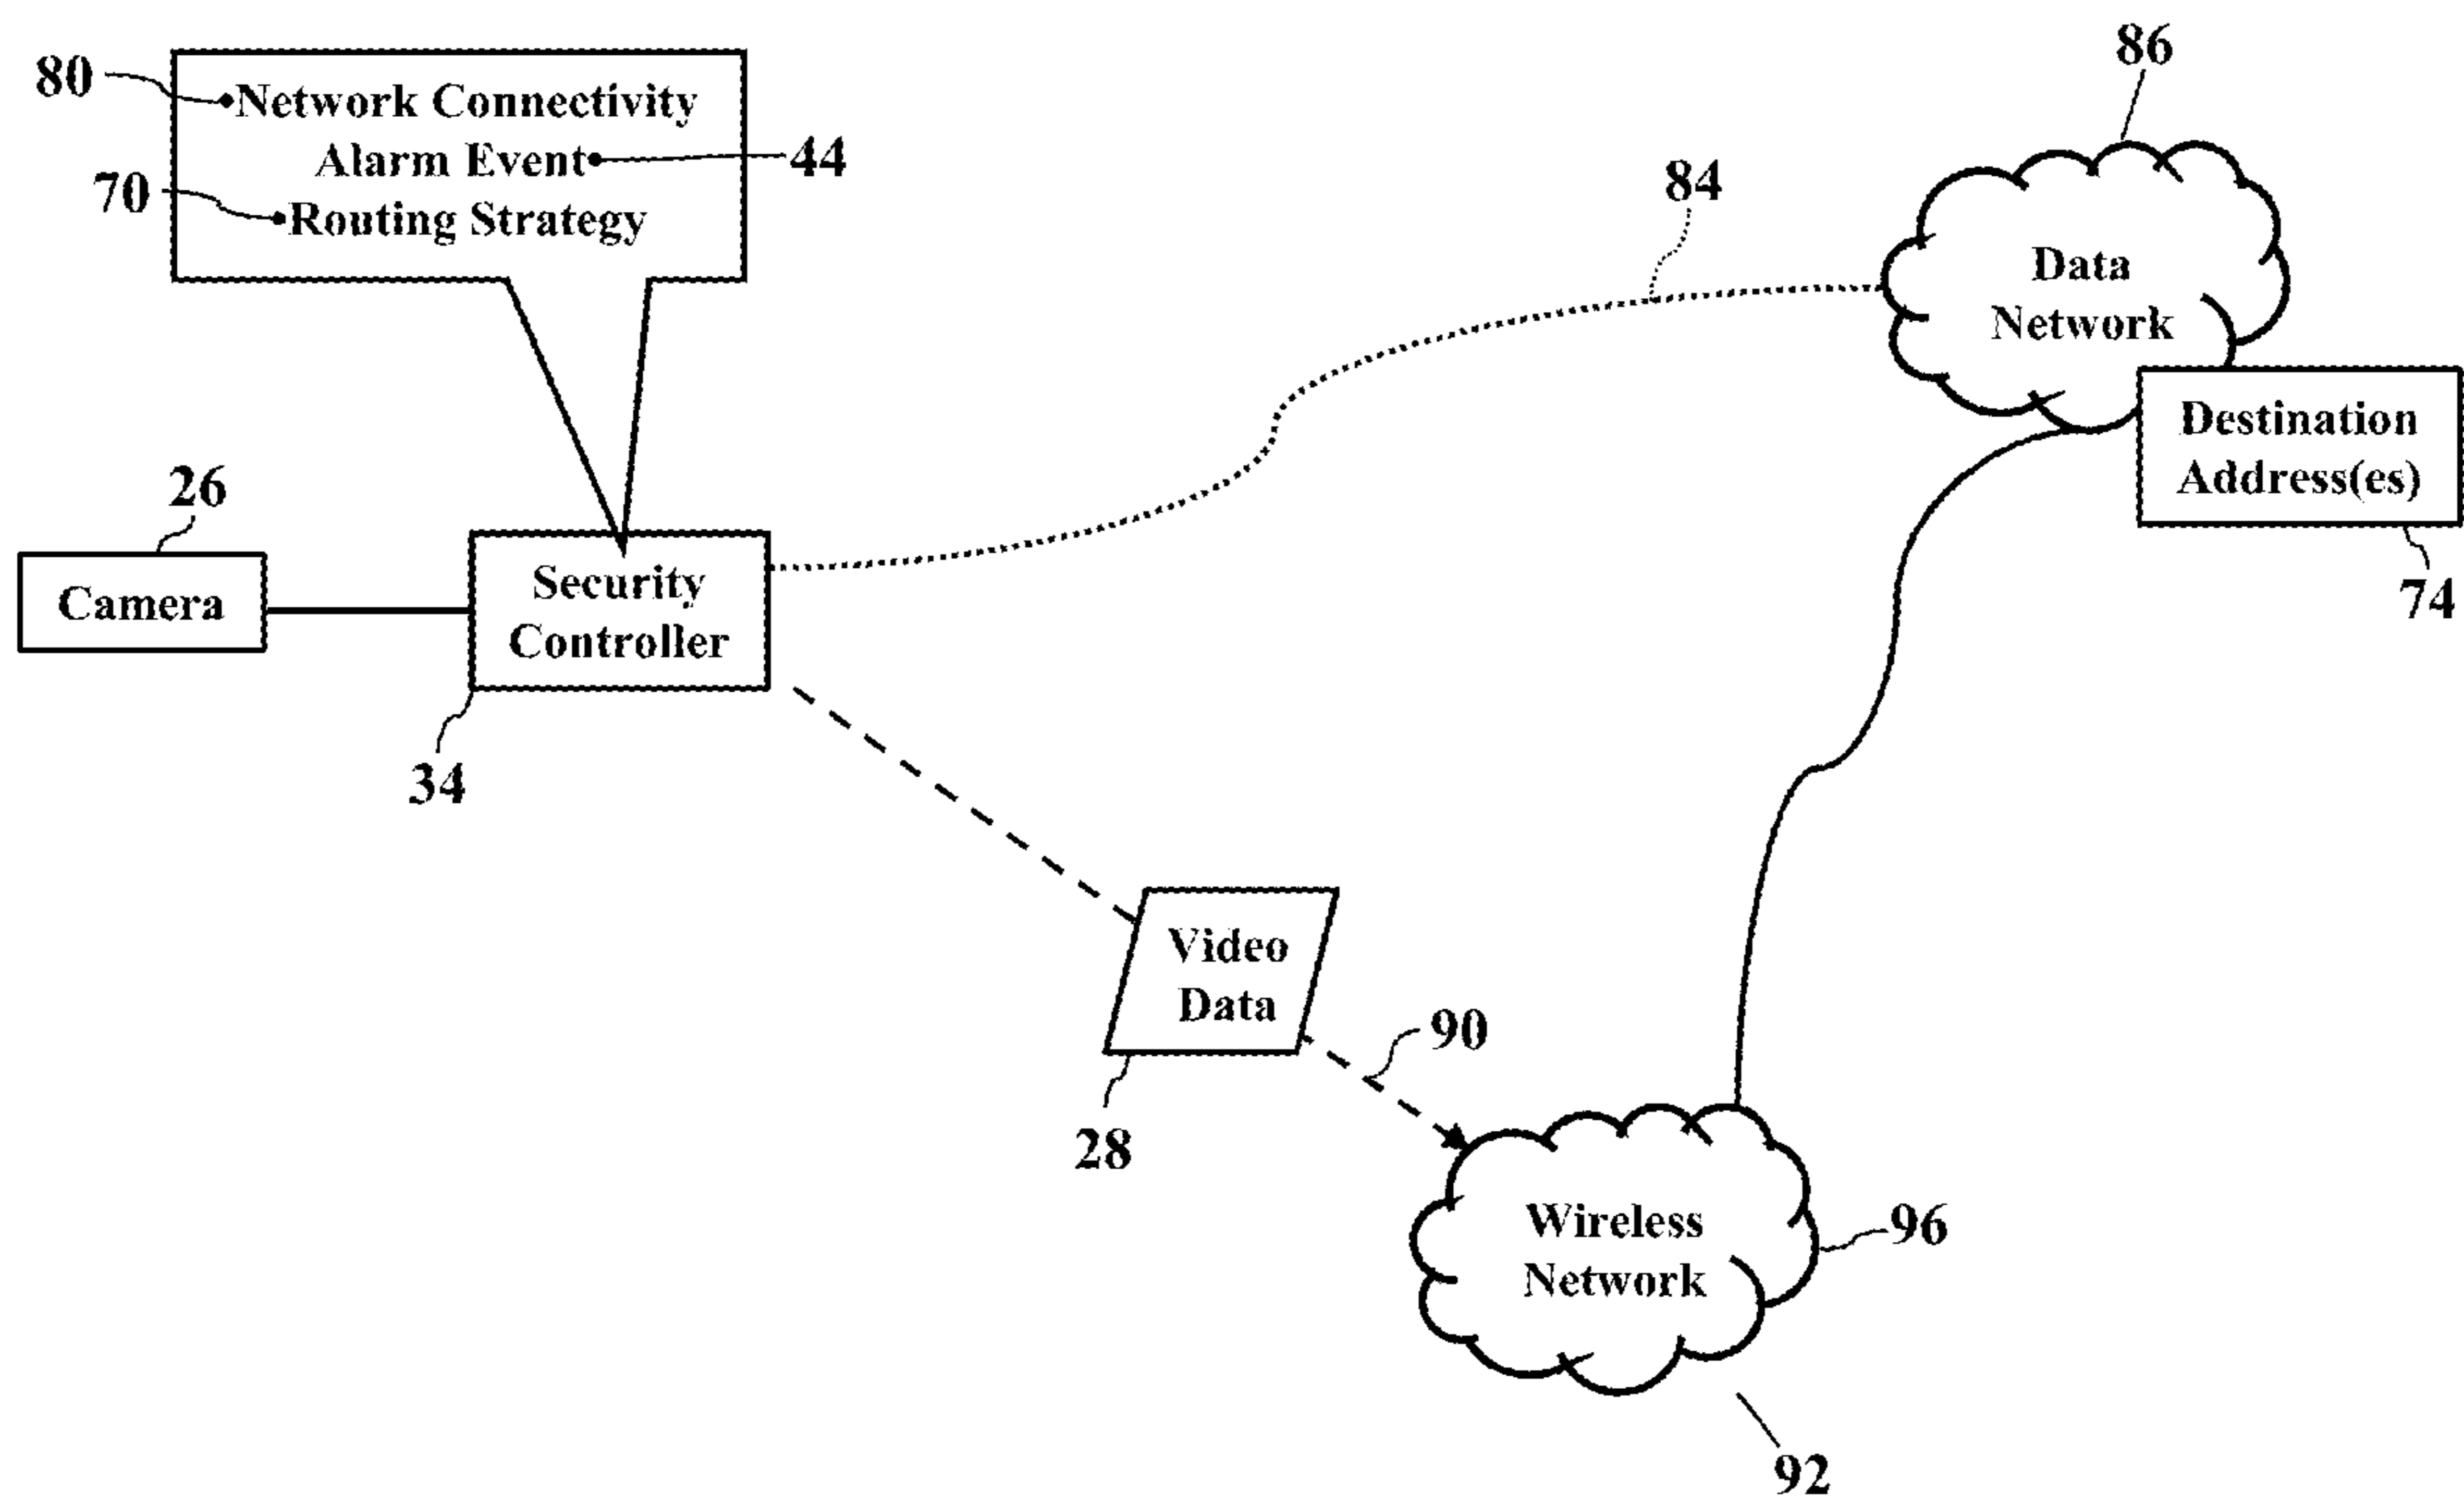 86
80
Network Connectivity
Alarm Event
44
70
Routing Strategy
84
Data
Network
Destination
Address(es)
74
26
Camera
Security
Controller
34
Video
Data
90
28
Wireless
Network
96
92